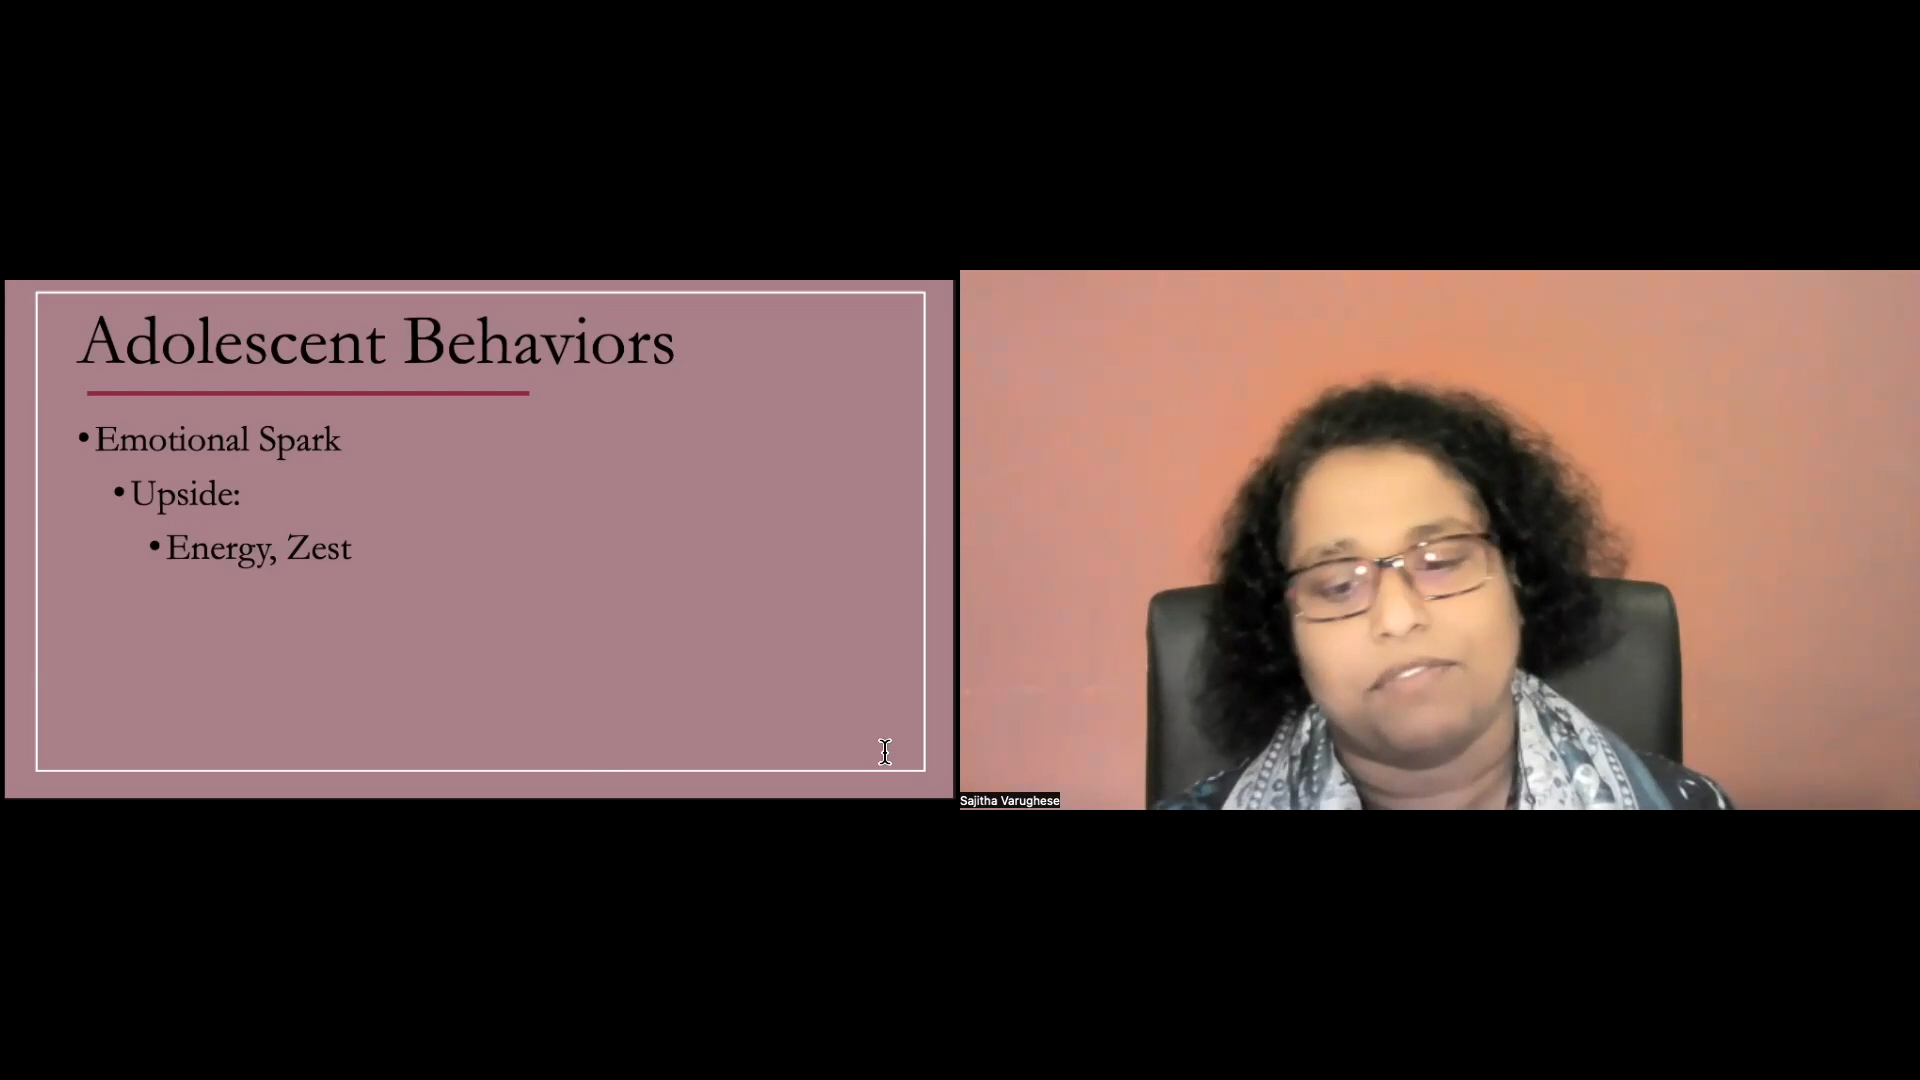 Adolescent Behaviors
•Emotional Spark
•Upside:
•Energy, Zest
Sajitha Varughese